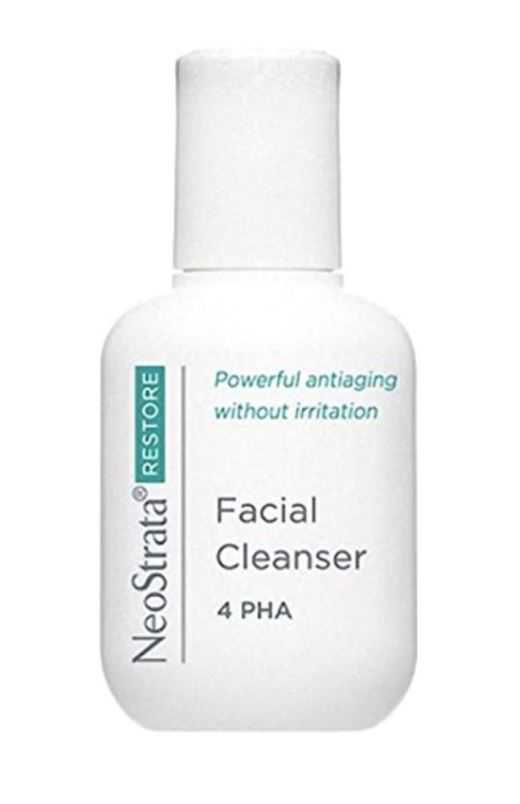 NeoStrata® RESTORE
Powerful antiaging
without irritation
Facial
Cleanser
4 PHA